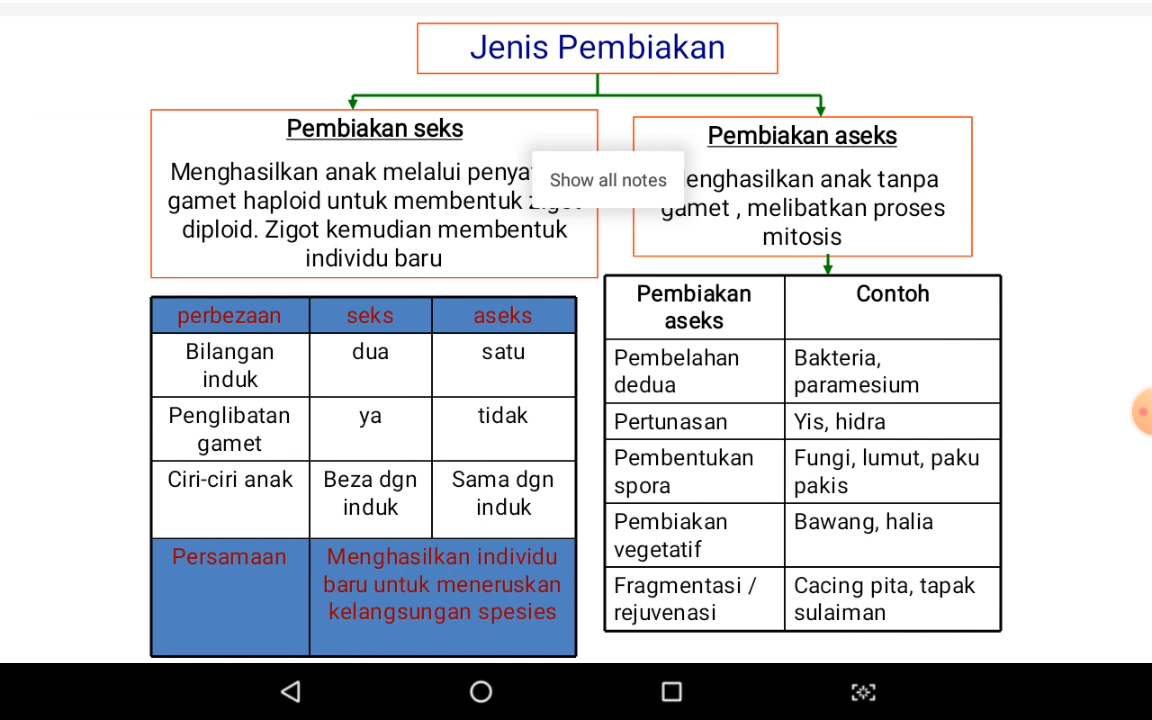 Jenis Pembiakan
Pembiakan seks
Menghasilkan anak melalui
gamet haploid untuk membentuk
diploid. Zigot kemudian membentuk
individu baru
Pembiakan aseks
anak tanpa
gamet , melibatkan proses
mitosis
Show all notes
perbezaan seks aseks
Bilangan
induk
dua
satu
Penglibatan
gamet
ya
tidak
Ciri-ciri anak
Beza dgn
induk
Sama dgn
induk
Persamaan
Menghasilkan individu
baru untuk meneruskan
kelangsungan spesies
Pembiakan
aseks
Contoh
Pembelahan
dedua
Bakteria,
paramesium
Pertunasan
Yis, hidra
Pembentukan
spora
Fungi, lumut, paku
pakis
Pembiakan
vegetatif
Bawang, halia
Fragmentasi /
rejuvenasi
Cacing pita, tapak
sulaiman